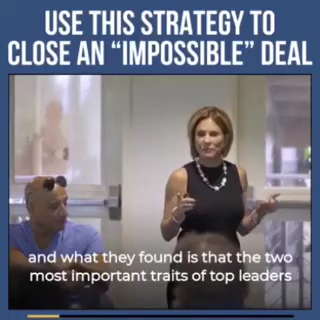 USE THIS STRATEGY TO
CLOSE AN “IMPOSSIBLE” DEAL
and what they found is that the two
most important traits of top leaders